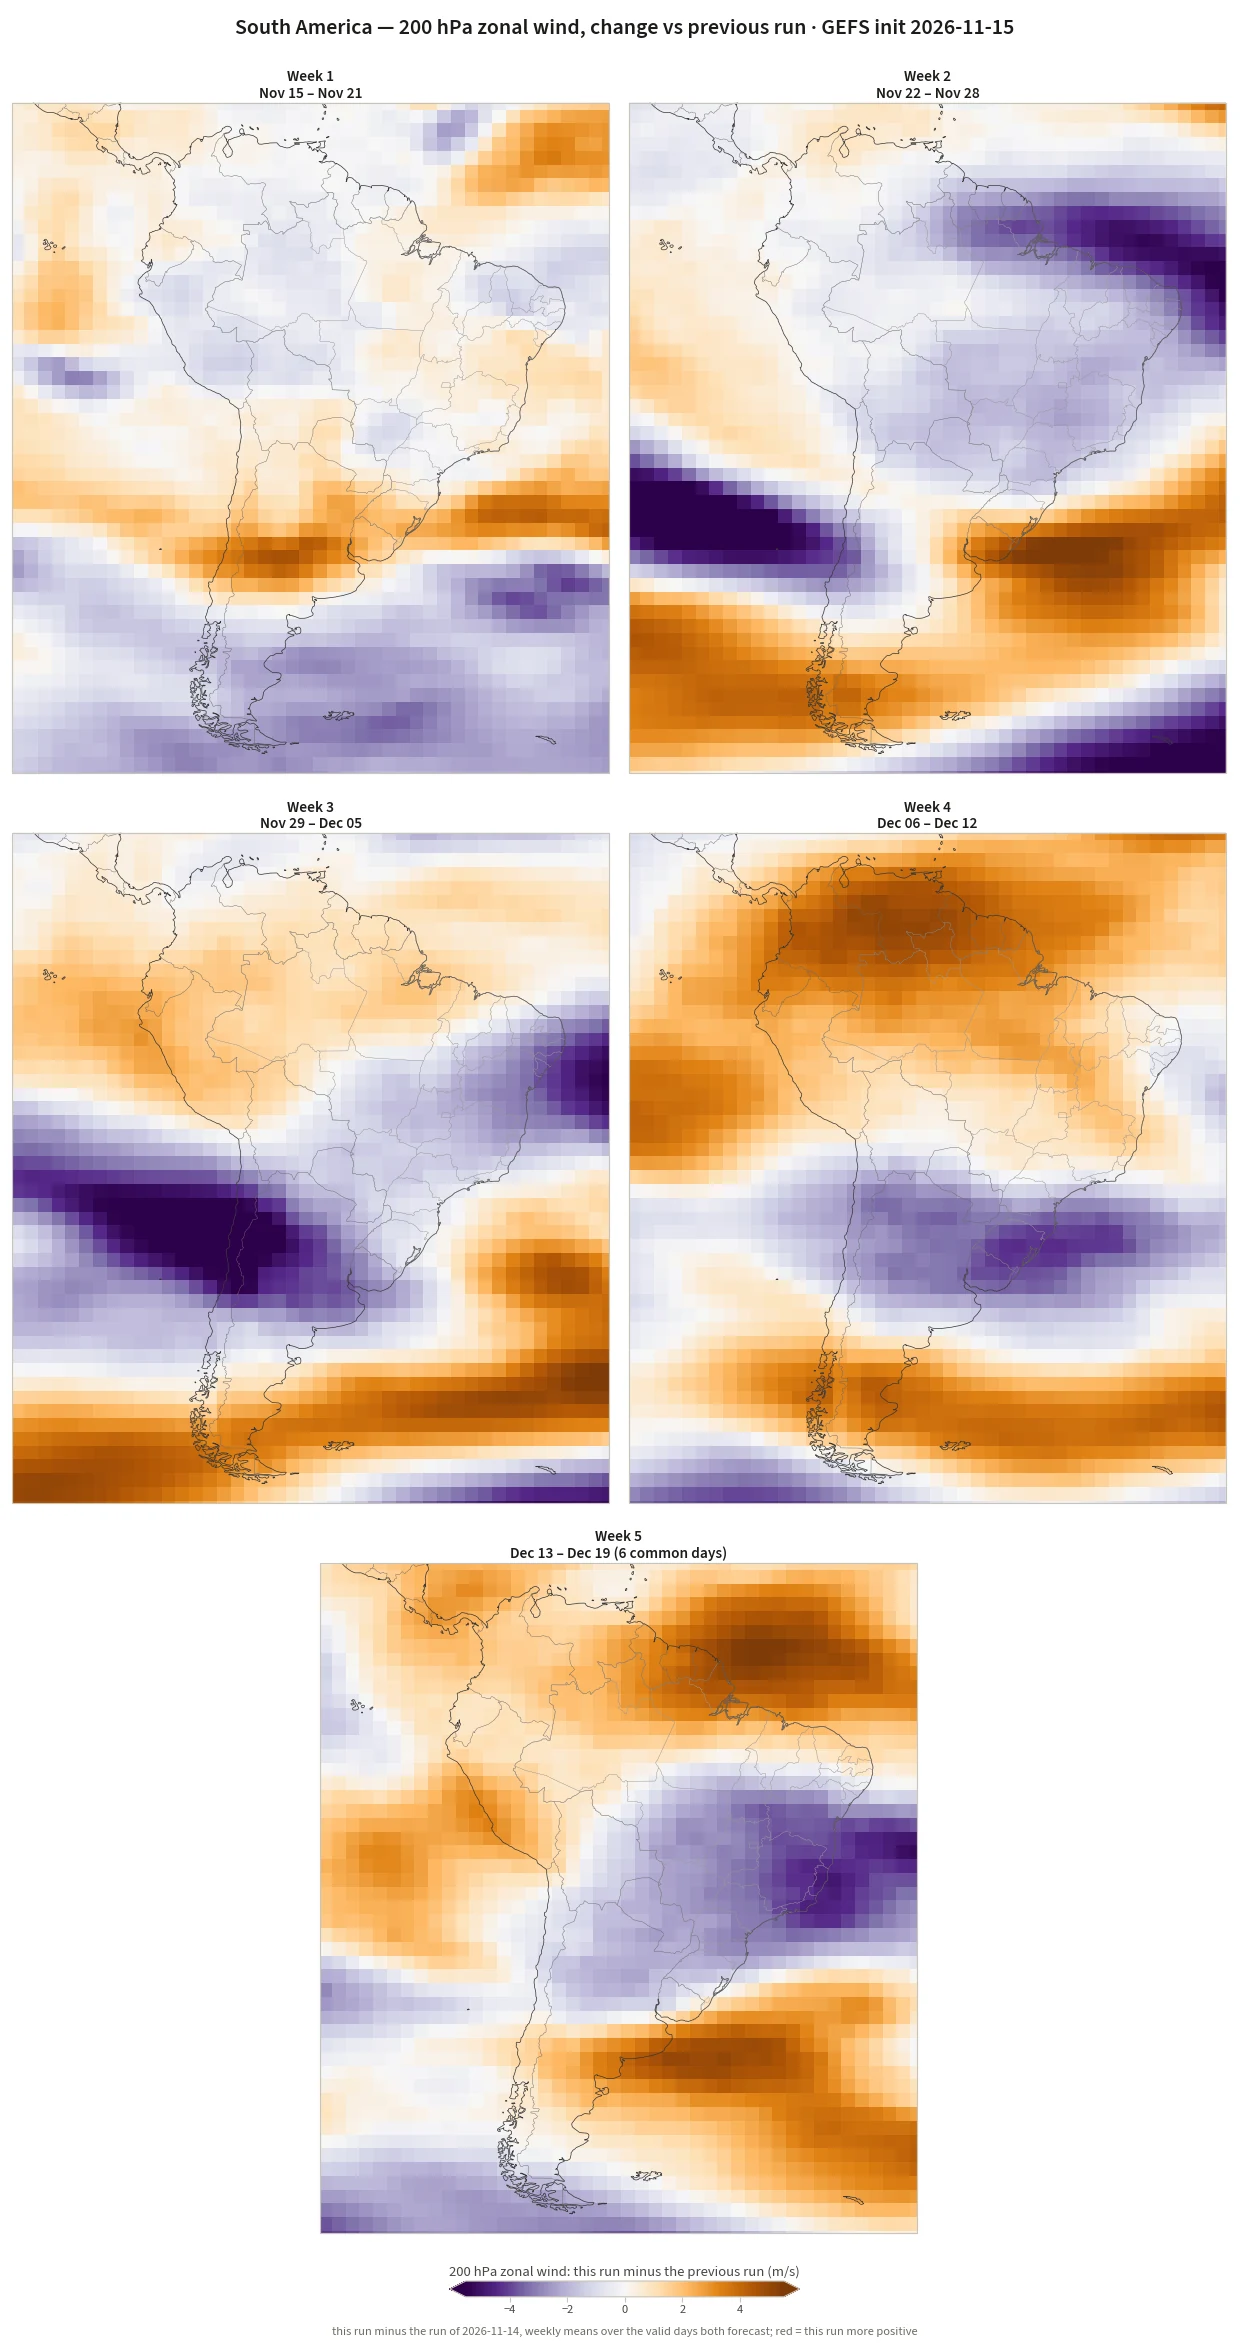 South America — 200 hPa zonal wind, change vs previous run · GEFS init 2026-11-15
Week 1
Nov 15 – Nov 21
Week 2
Nov 22 – Nov 28
Week 3
Nov 29 – Dec 05
Week 4
Dec 06 – Dec 12
Week 5
Dec 13 – Dec 19 (6 common days)
200 hPa zonal wind: this run minus the previous run (m/s)
−4 −2 0 2 4
this run minus the run of 2026-11-14, weekly means over the valid days both forecast; red = this run more positive